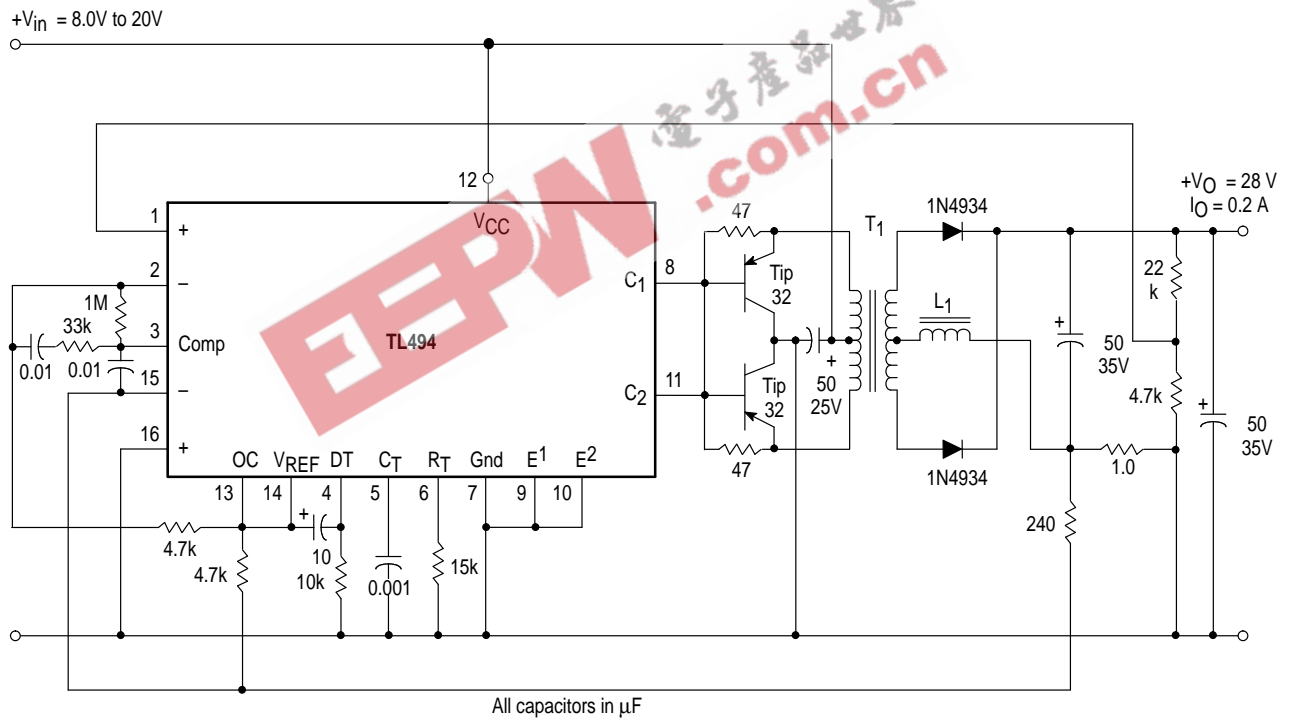 +Vin = 8.0V to 20V
電子產品世界
.com.cn
EEPW
12
VCC
+VO = 28 V
IO = 0.2 A
1
+
2
–
1M
33k
3
Comp
0.01
0.01
15
–
16
+
TL494
C1
8
C2
11
47
Tip
32
Tip
32
47
+
50
25V
T1
1N4934
L1
1N4934
+
50
35V
22
k
4.7k
+
50
35V
1.0
240
OC
VREF
DT
CT
RT
Gnd
E1
E2
13
14
4
5
6
7
9
10
4.7k
4.7k
+
10
10k
0.001
15k
All capacitors in μF